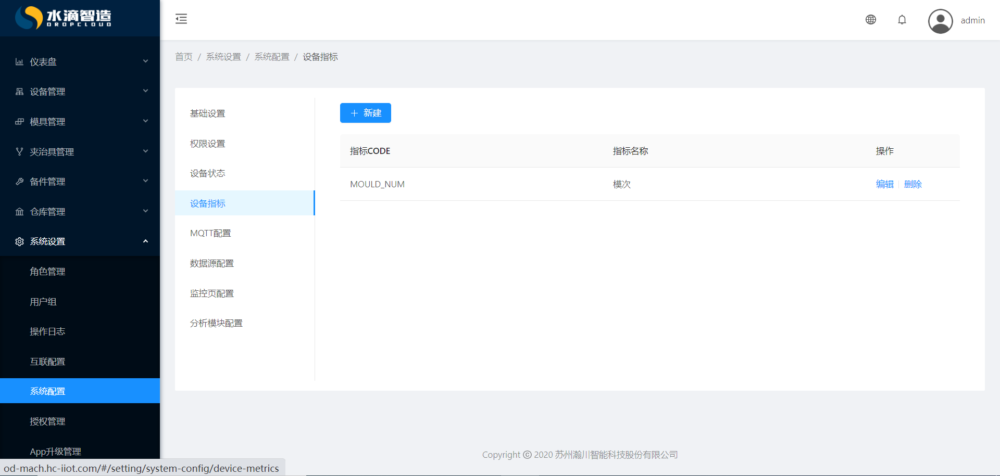 水滴智造
DROPCLOUD
admin
首页 / 系统设置 / 系统配置 / 设备指标
仪表盘
设备管理
模具管理
夹治具管理
备件管理
仓库管理
系统设置
角色管理
用户组
操作日志
互联配置
系统配置
授权管理
App升级管理
基础设置
权限设置
设备状态
设备指标
MQTT配置
数据源配置
监控页配置
分析模块配置
新建
指标CODE 指标名称 操作
MOULD_NUM 模次 编辑 删除
Copyright © 2020 苏州瀚川智能科技股份有限公司
od-mach.hc-iiot.com/#/setting/system-config/device-metrics